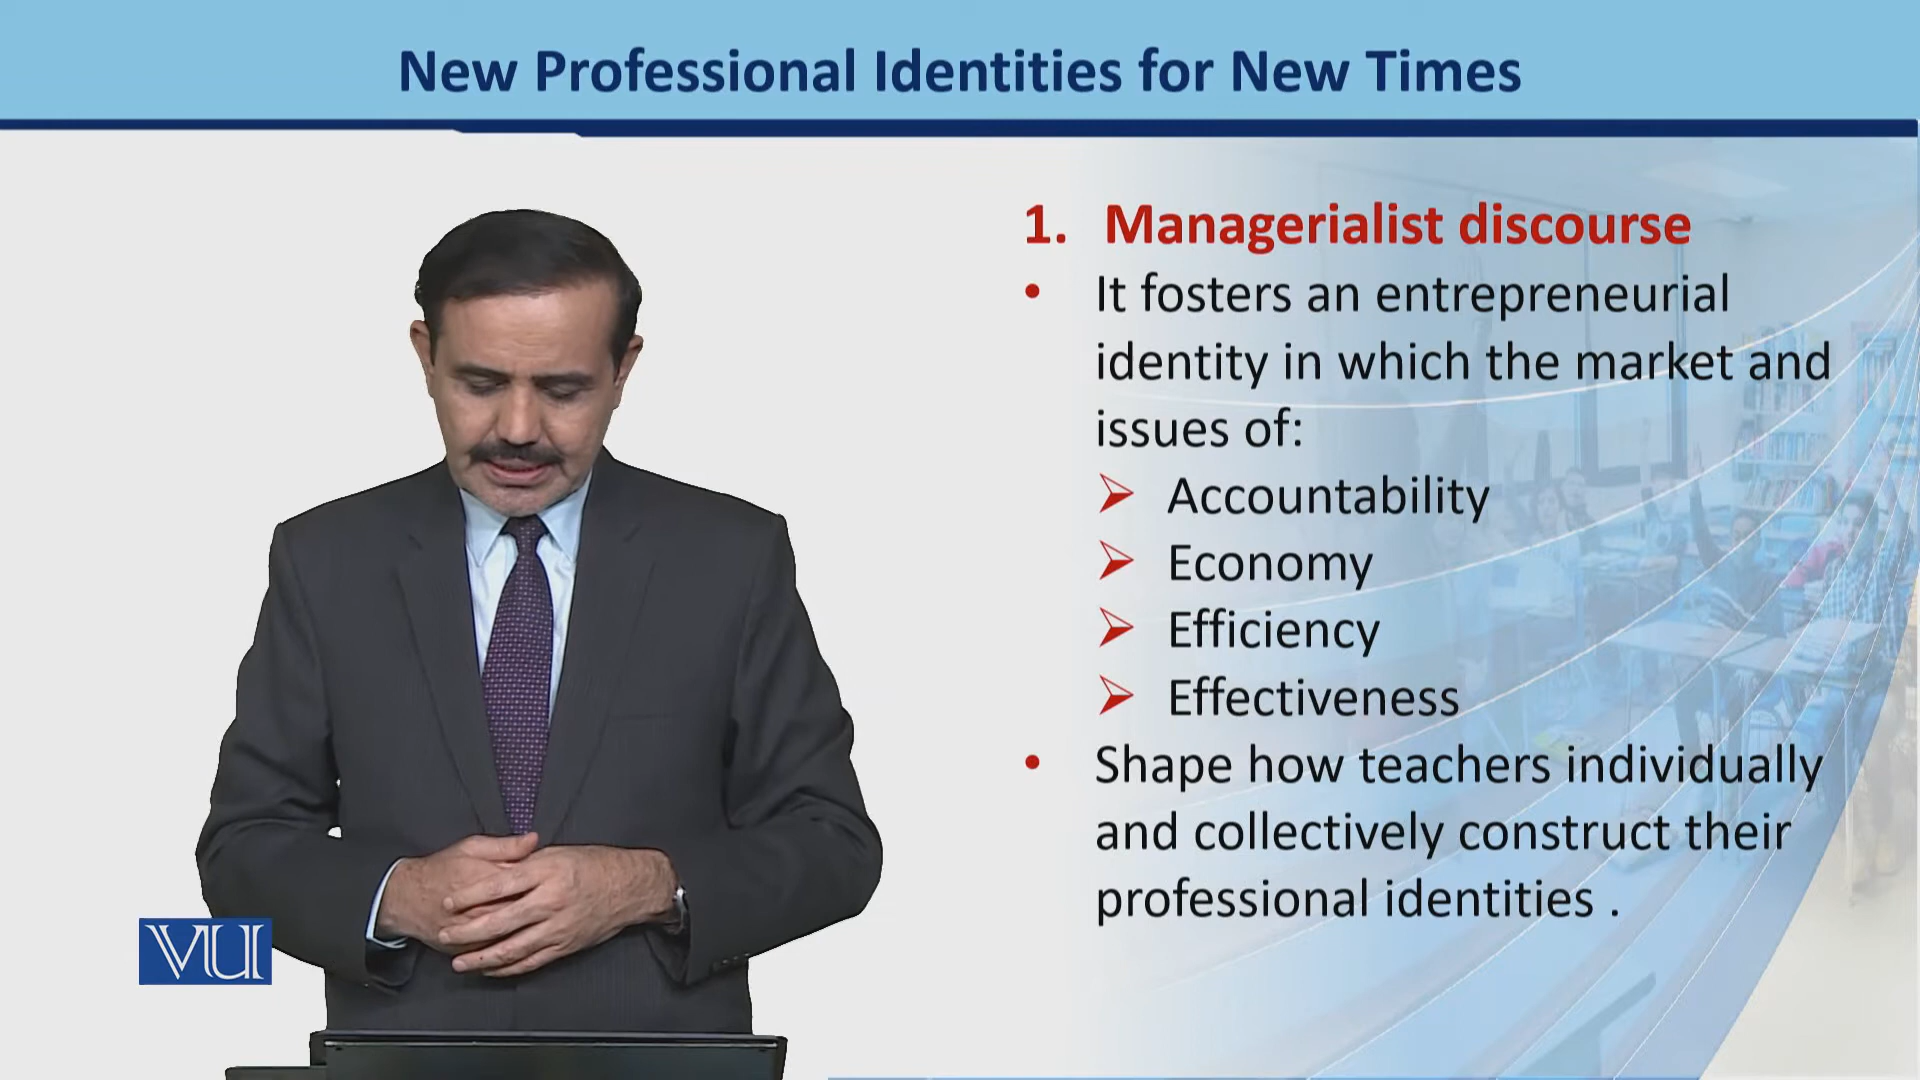 New Professional Identities for New Times
1. Managerialist discourse
• It fosters an entrepreneurial
identity in which the market and
issues of:
➢ Accountability
➢ Economy
➢ Efficiency
➢ Effectiveness
• Shape how teachers individually
and collectively construct their
professional identities .
VU